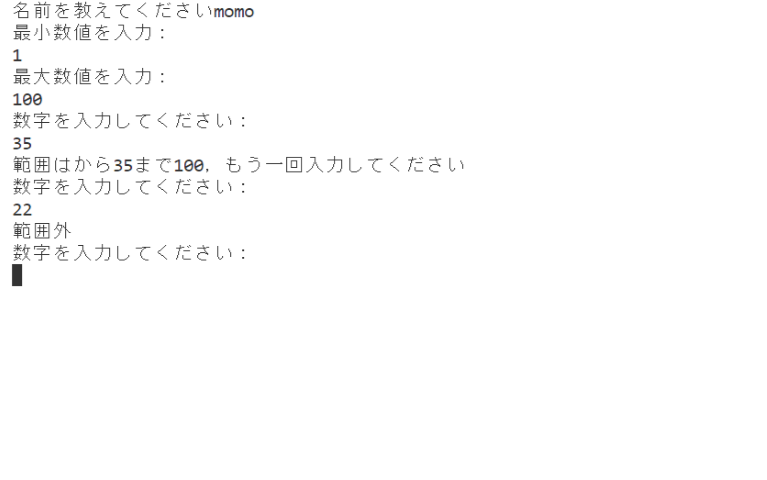 名前を教えてくださいmomo
最小数値を入力：
1
最大数値を入力：
100
数字を入力してください：
35
範囲はから35まで100，もう一回入力してください
数字を入力してください：
22
範囲外
数字を入力してください：